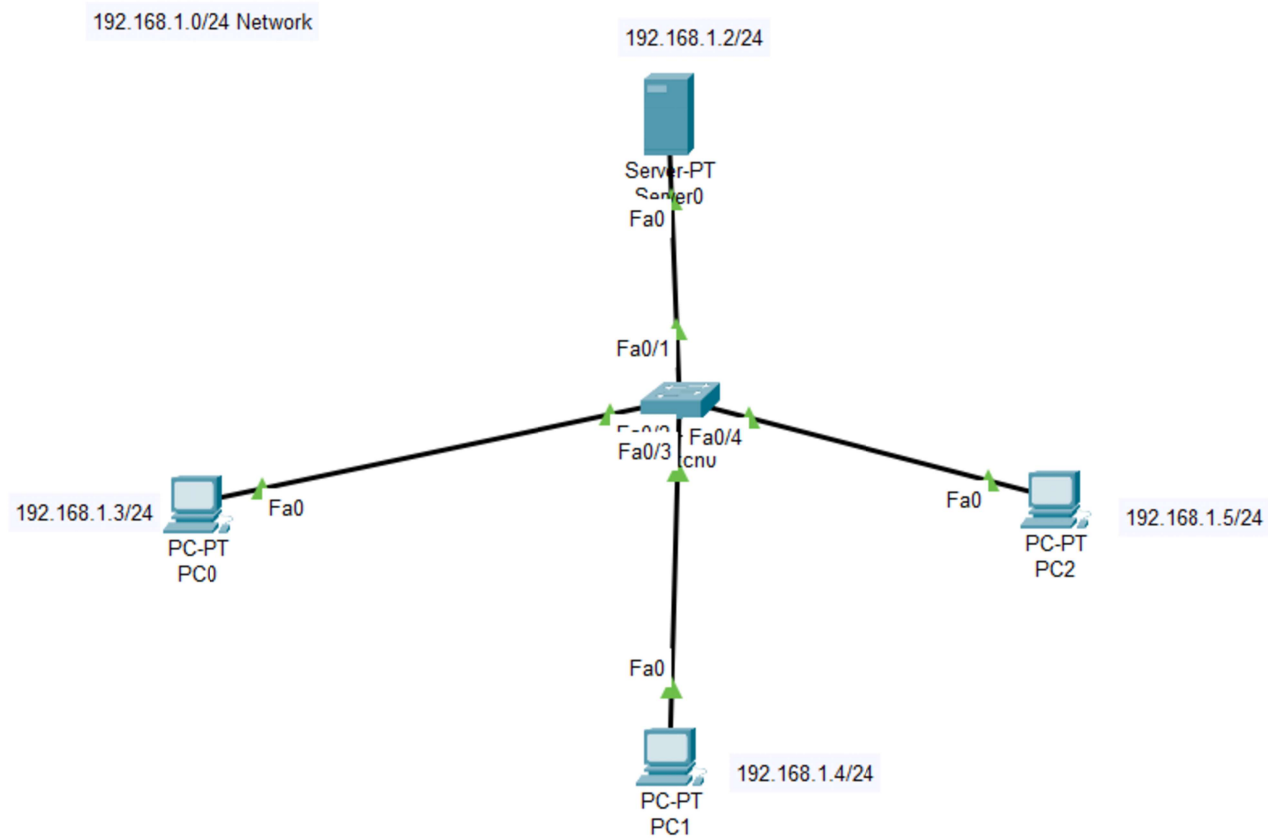 192.168.1.0/24 Network
192.168.1.2/24
Server-PT
Server0
Fa0
Fa0/1
Fa0/4
Fa0/3
Fa0
192.168.1.3/24
PC-PT
PC0
Fa0
192.168.1.5/24
PC-PT
PC2
Fa0
192.168.1.4/24
PC-PT
PC1